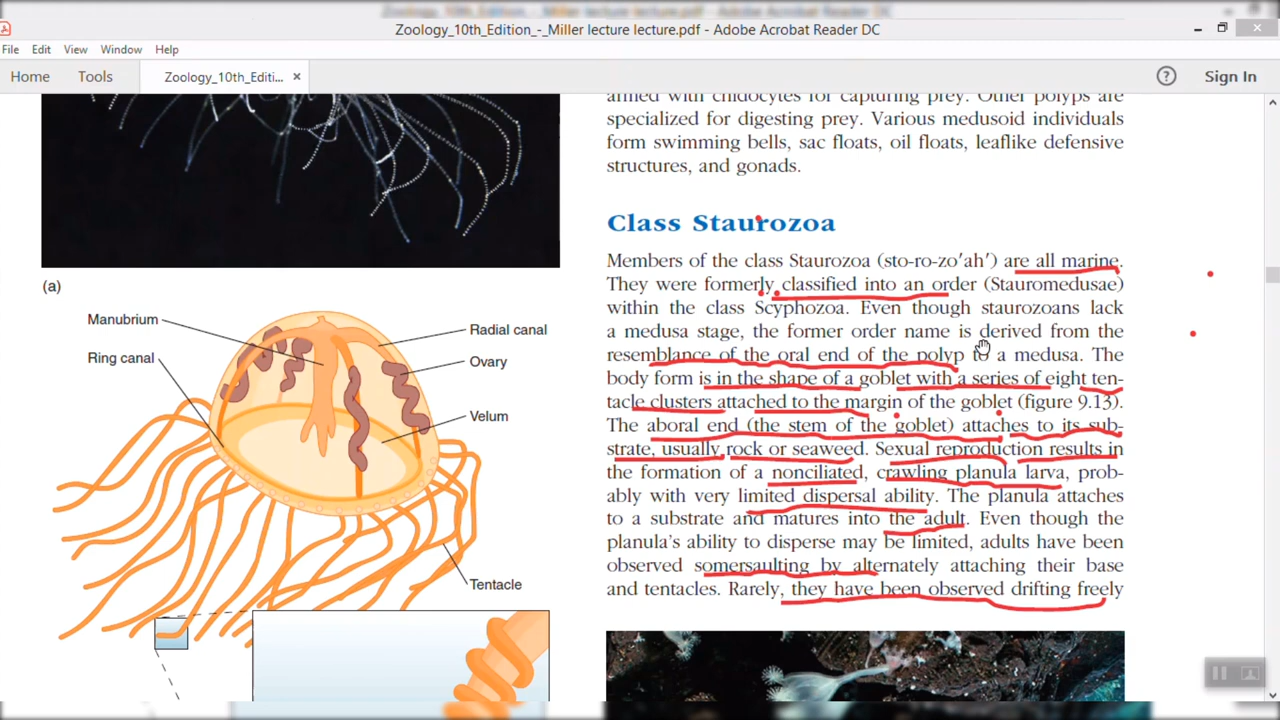 Zoology_10th_Edition_-_Miller lecture lecture.pdf - Adobe Acrobat Reader DC
File Edit View Window Help
Home Tools Zoology_10th_Editi... × ? Sign In
(a)
Manubrium
Ring canal
Radial canal
Ovary
Velum
Tentacle
armed with cnidocytes for capturing prey. Other polyps are
specialized for digesting prey. Various medusoid individuals
form swimming bells, sac floats, oil floats, leaflike defensive
structures, and gonads.
Class Staurozoa
Members of the class Staurozoa (sto-ro-zo′ah′) are all marine.
They were formerly classified into an order (Stauromedusae)
within the class Scyphozoa. Even though staurozoans lack
a medusa stage, the former order name is derived from the
resemblance of the oral end of the polyp to a medusa. The
body form is in the shape of a goblet with a series of eight ten-
tacle clusters attached to the margin of the goblet (figure 9.13).
The aboral end (the stem of the goblet) attaches to its sub-
strate, usually rock or seaweed. Sexual reproduction results in
the formation of a nonciliated, crawling planula larva, prob-
ably with very limited dispersal ability. The planula attaches
to a substrate and matures into the adult. Even though the
planula's ability to disperse may be limited, adults have been
observed somersaulting by alternately attaching their base
and tentacles. Rarely, they have been observed drifting freely